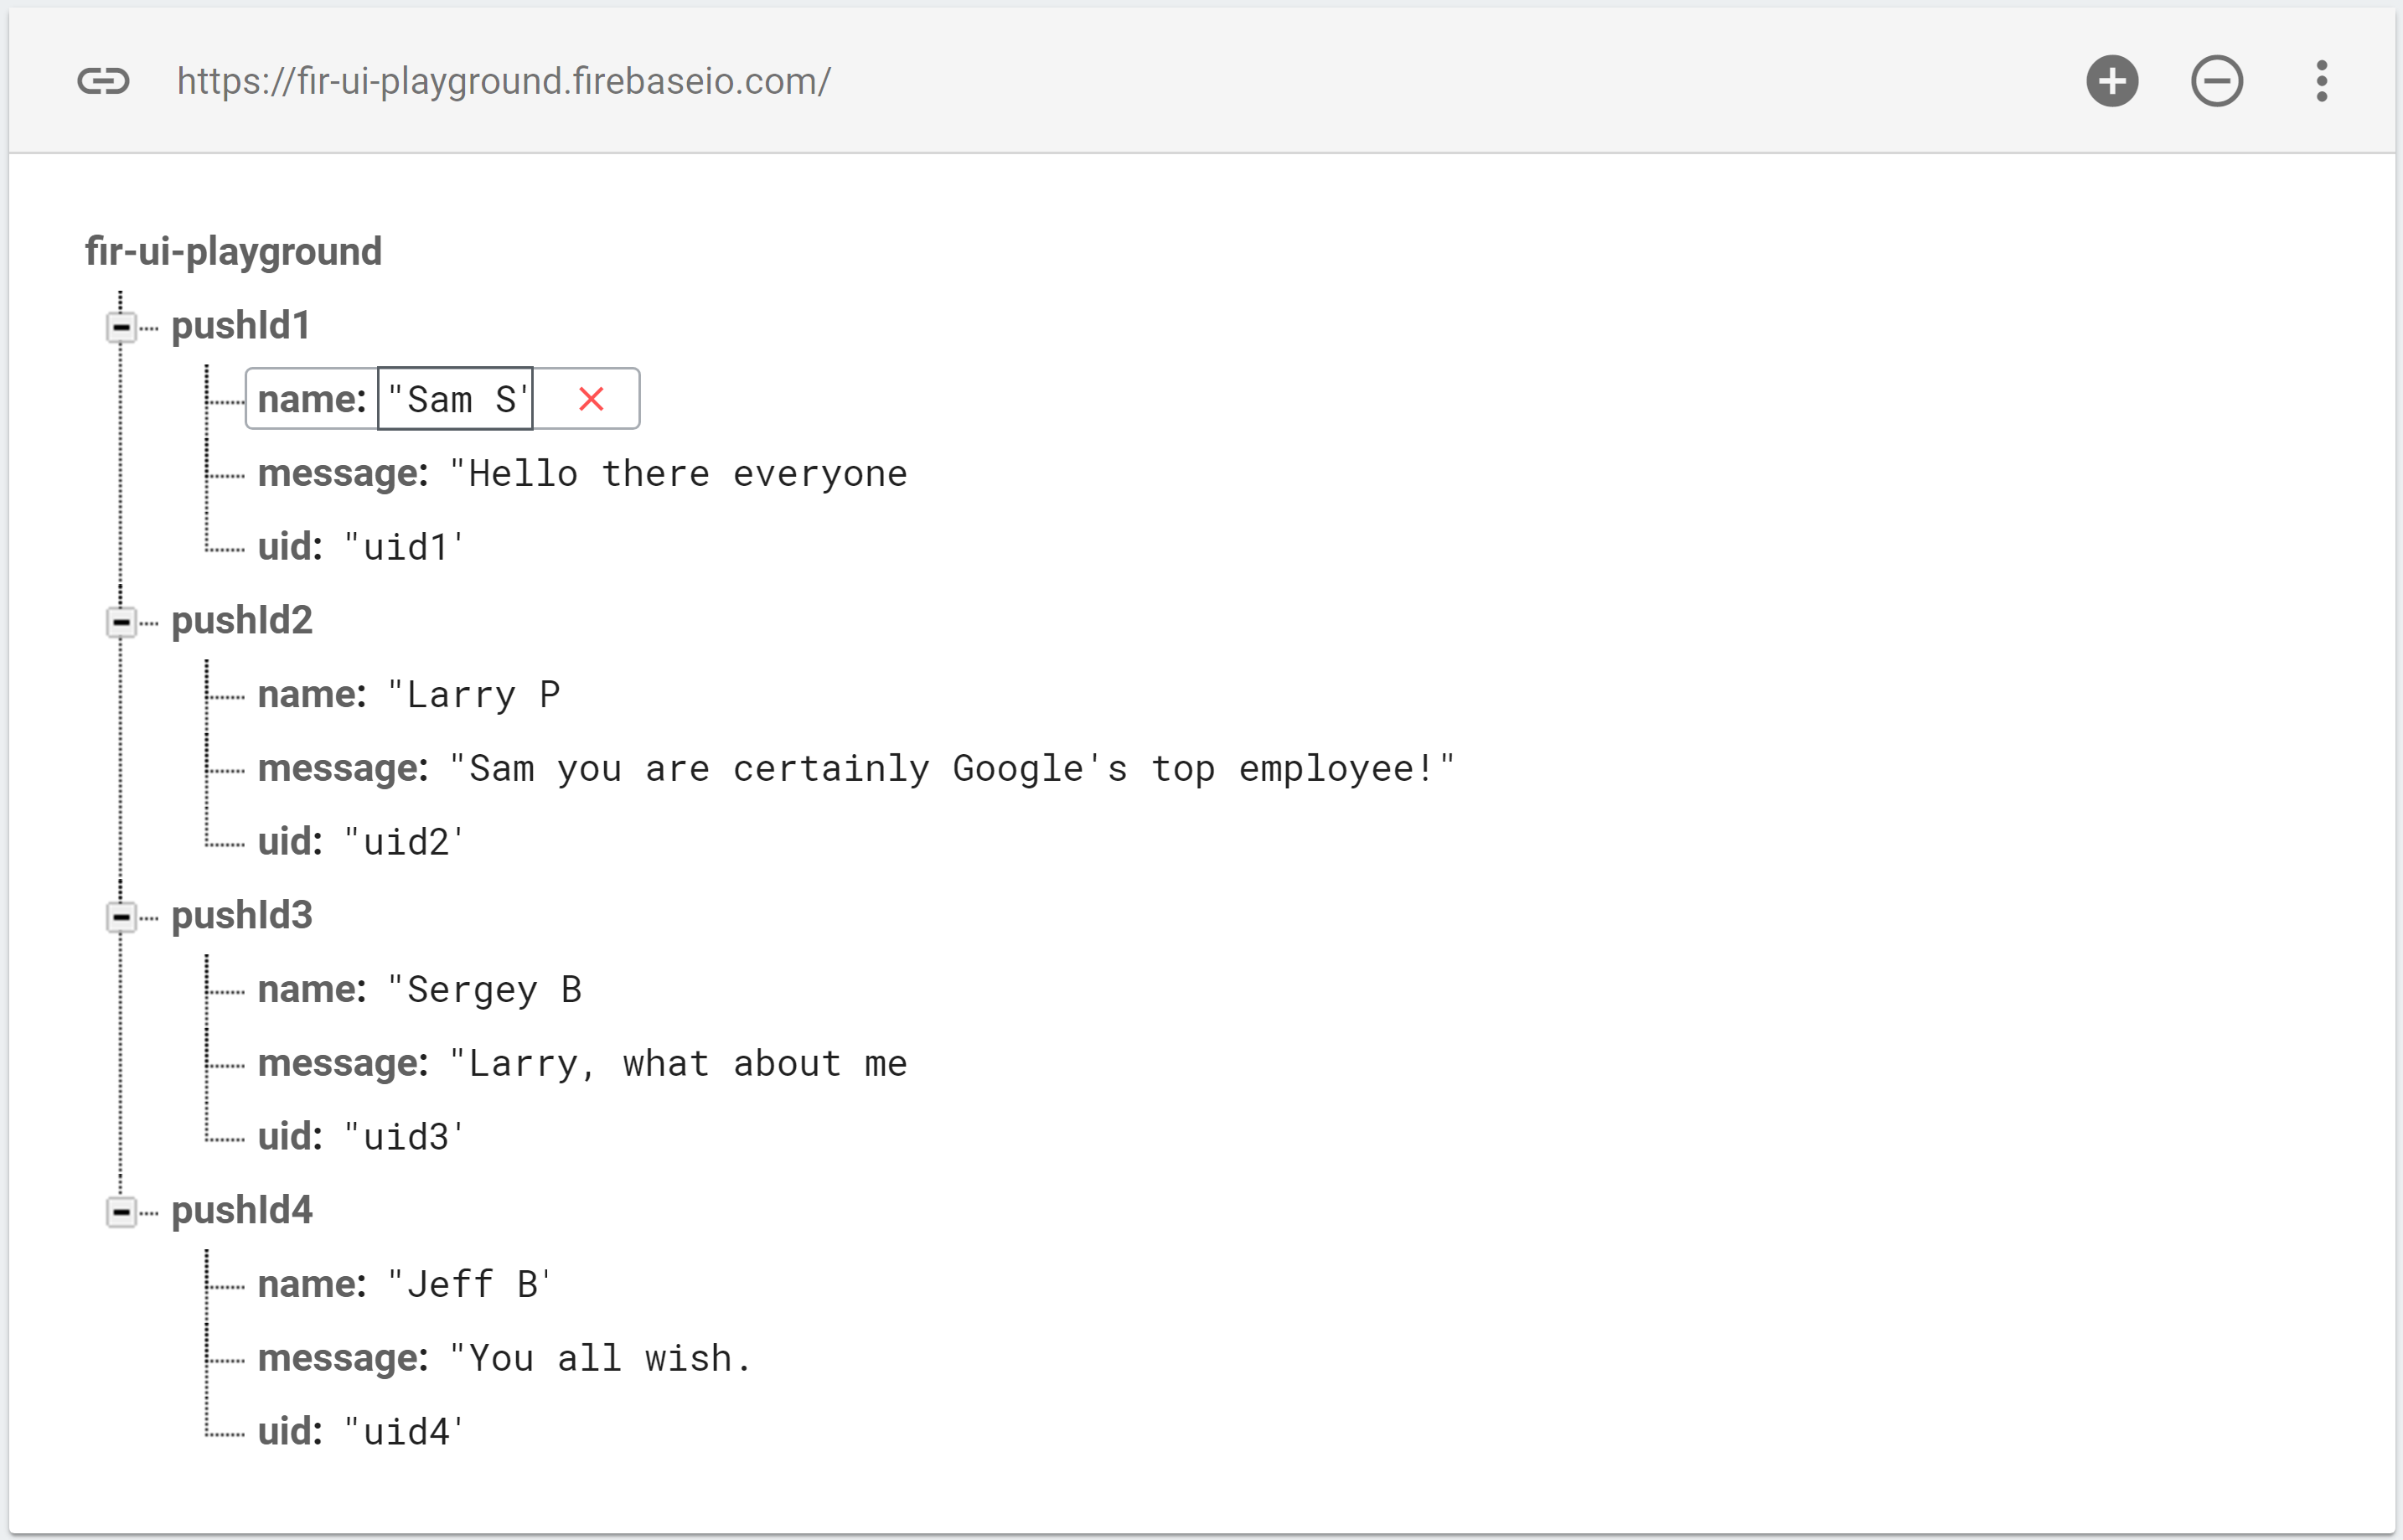 https://fir-ui-playground.firebaseio.com/
fir-ui-playground
pushId1
name: "Sam S'
message: "Hello there everyone
uid: "uid1'
pushId2
name: "Larry P
message: "Sam you are certainly Google's top employee!"
uid: "uid2'
pushId3
name: "Sergey B
message: "Larry, what about me
uid: "uid3'
pushId4
name: "Jeff B'
message: "You all wish.
uid: "uid4'